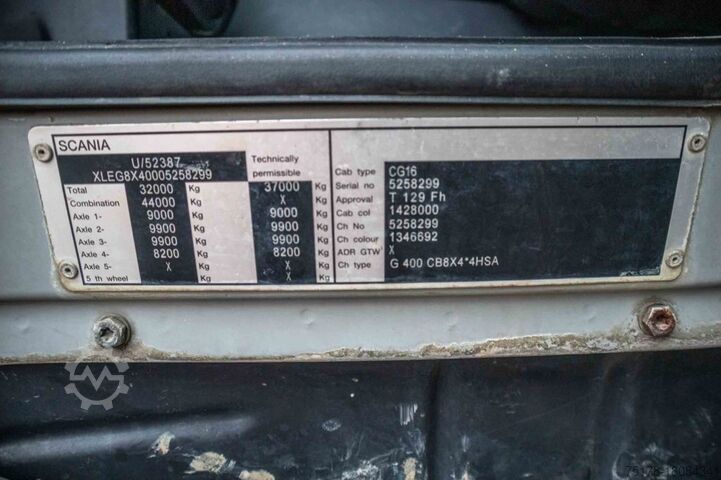 SCANIA
U/52387
XLEG8X40005258299
Technically
permissible
Total 32000 Kg 37000 Kg
Combination 44000 Kg X Kg
Axle 1- 9000 Kg 9000 Kg
Axle 2- 9900 Kg 9900 Kg
Axle 3- 9900 Kg 9900 Kg
Axle 4- 8200 Kg 8200 Kg
Axle 5- X Kg X Kg
5 th wheel X Kg X Kg
Cab type CG16
Serial no 5258299
Approval T 129 Fh
Cab col 1428000
Ch No 5258299
Ch colour 1346692
ADR GTW X
Ch type G 400 CB8X4*4HSA